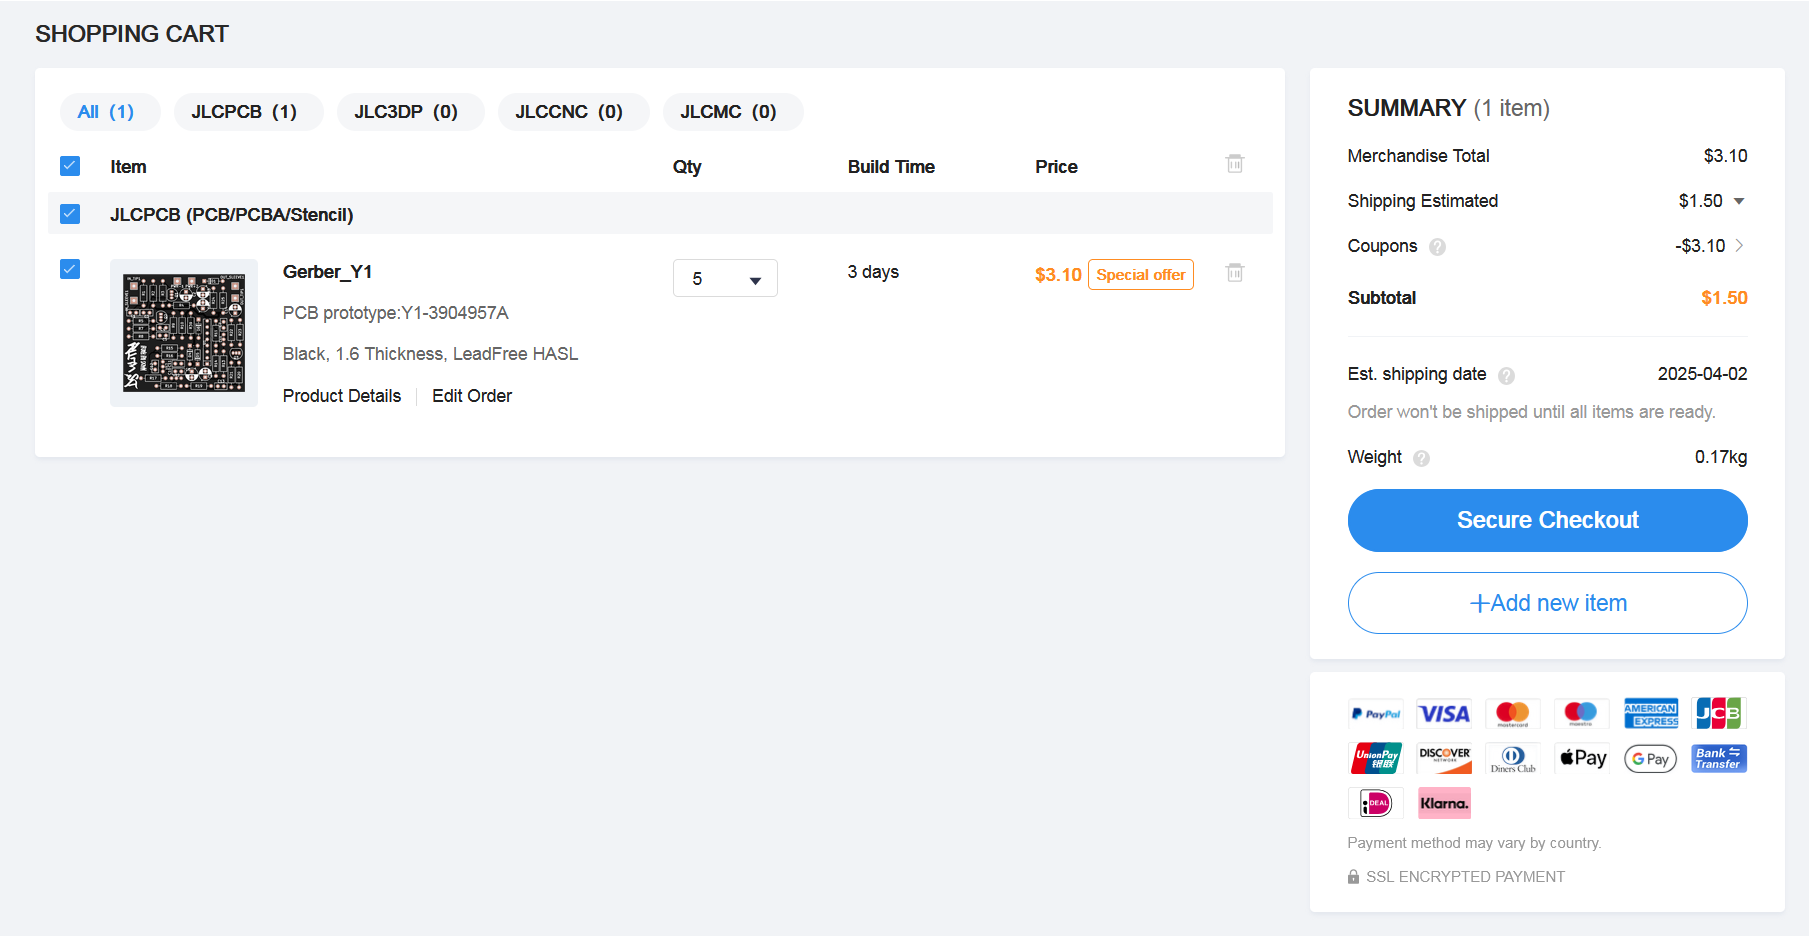 SHOPPING CART
All (1) JLCPCB (1) JLC3DP (0) JLCCNC (0) JLCMC (0)
Item Qty Build Time Price
JLCPCB (PCB/PCBA/Stencil)
Gerber_Y1 5 3 days $3.10 Special offer
PCB prototype:Y1-3904957A
Black, 1.6 Thickness, LeadFree HASL
Product Details Edit Order
SUMMARY (1 item)
Merchandise Total $3.10
Shipping Estimated $1.50
Coupons ? -$3.10
Subtotal $1.50
Est. shipping date ? 2025-04-02
Order won't be shipped until all items are ready.
Weight ? 0.17kg
Secure Checkout
+Add new item
PayPal VISA mastercard maestro AMERICAN EXPRESS JCB
UnionPay 银联 DISCOVER NETWORK Diners Club Pay G Pay Bank Transfer
iDEAL Klarna.
Payment method may vary by country.
SSL ENCRYPTED PAYMENT